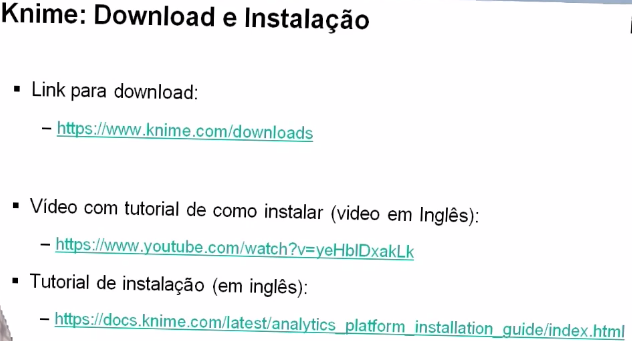 Knime: Download e Instalação
▪ Link para download:
– https://www.knime.com/downloads
▪ Vídeo com tutorial de como instalar (video em Inglês):
– https://www.youtube.com/watch?v=yeHblDxakLk
▪ Tutorial de instalação (em inglês):
– https://docs.knime.com/latest/analytics_platform_installation_guide/index.html